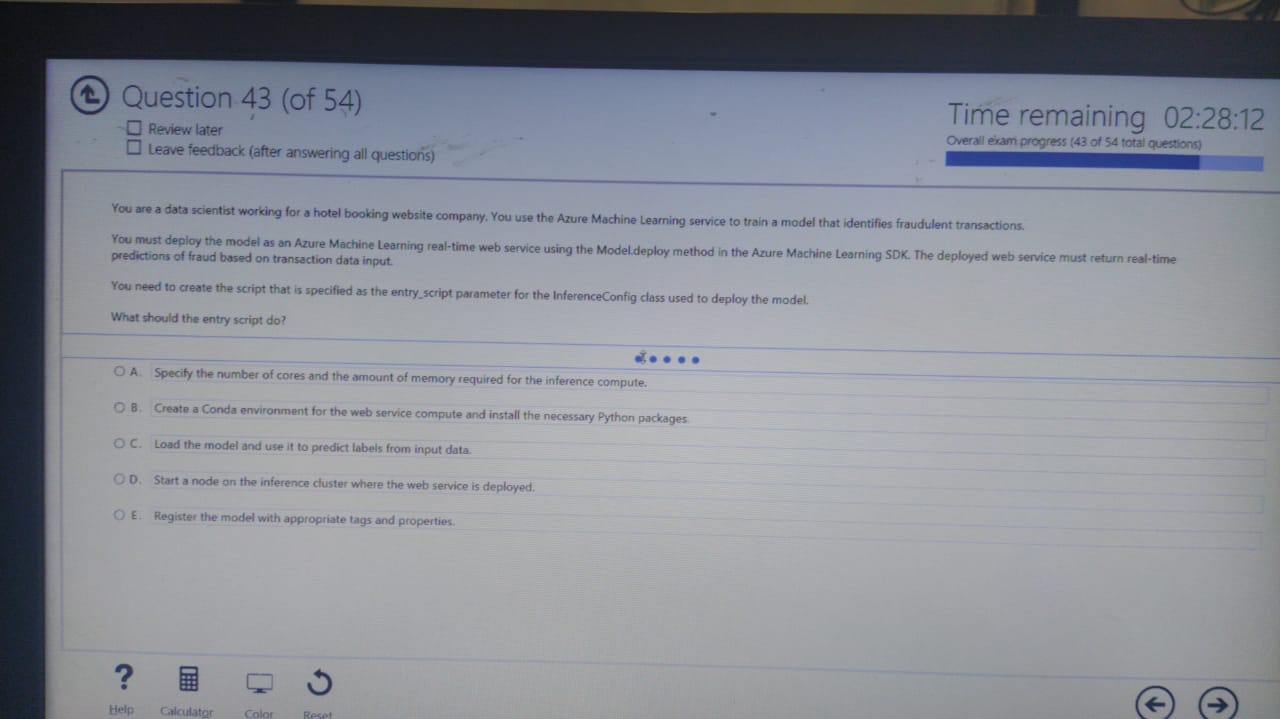 Question 43 (of 54)
Review later
Leave feedback (after answering all questions)
Time remaining 02:28:12
Overall exam progress (43 of 54 total questions)
You are a data scientist working for a hotel booking website company. You use the Azure Machine Learning service to train a model that identifies fraudulent transactions.
You must deploy the model as an Azure Machine Learning real-time web service using the Model.deploy method in the Azure Machine Learning SDK. The deployed web service must return real-time
predictions of fraud based on transaction data input.
You need to create the script that is specified as the entry_script parameter for the InferenceConfig class used to deploy the model.
What should the entry script do?
A. Specify the number of cores and the amount of memory required for the inference compute.
B. Create a Conda environment for the web service compute and install the necessary Python packages.
C. Load the model and use it to predict labels from input data.
D. Start a node on the inference cluster where the web service is deployed.
E. Register the model with appropriate tags and properties.
Help Calculator Color Reset